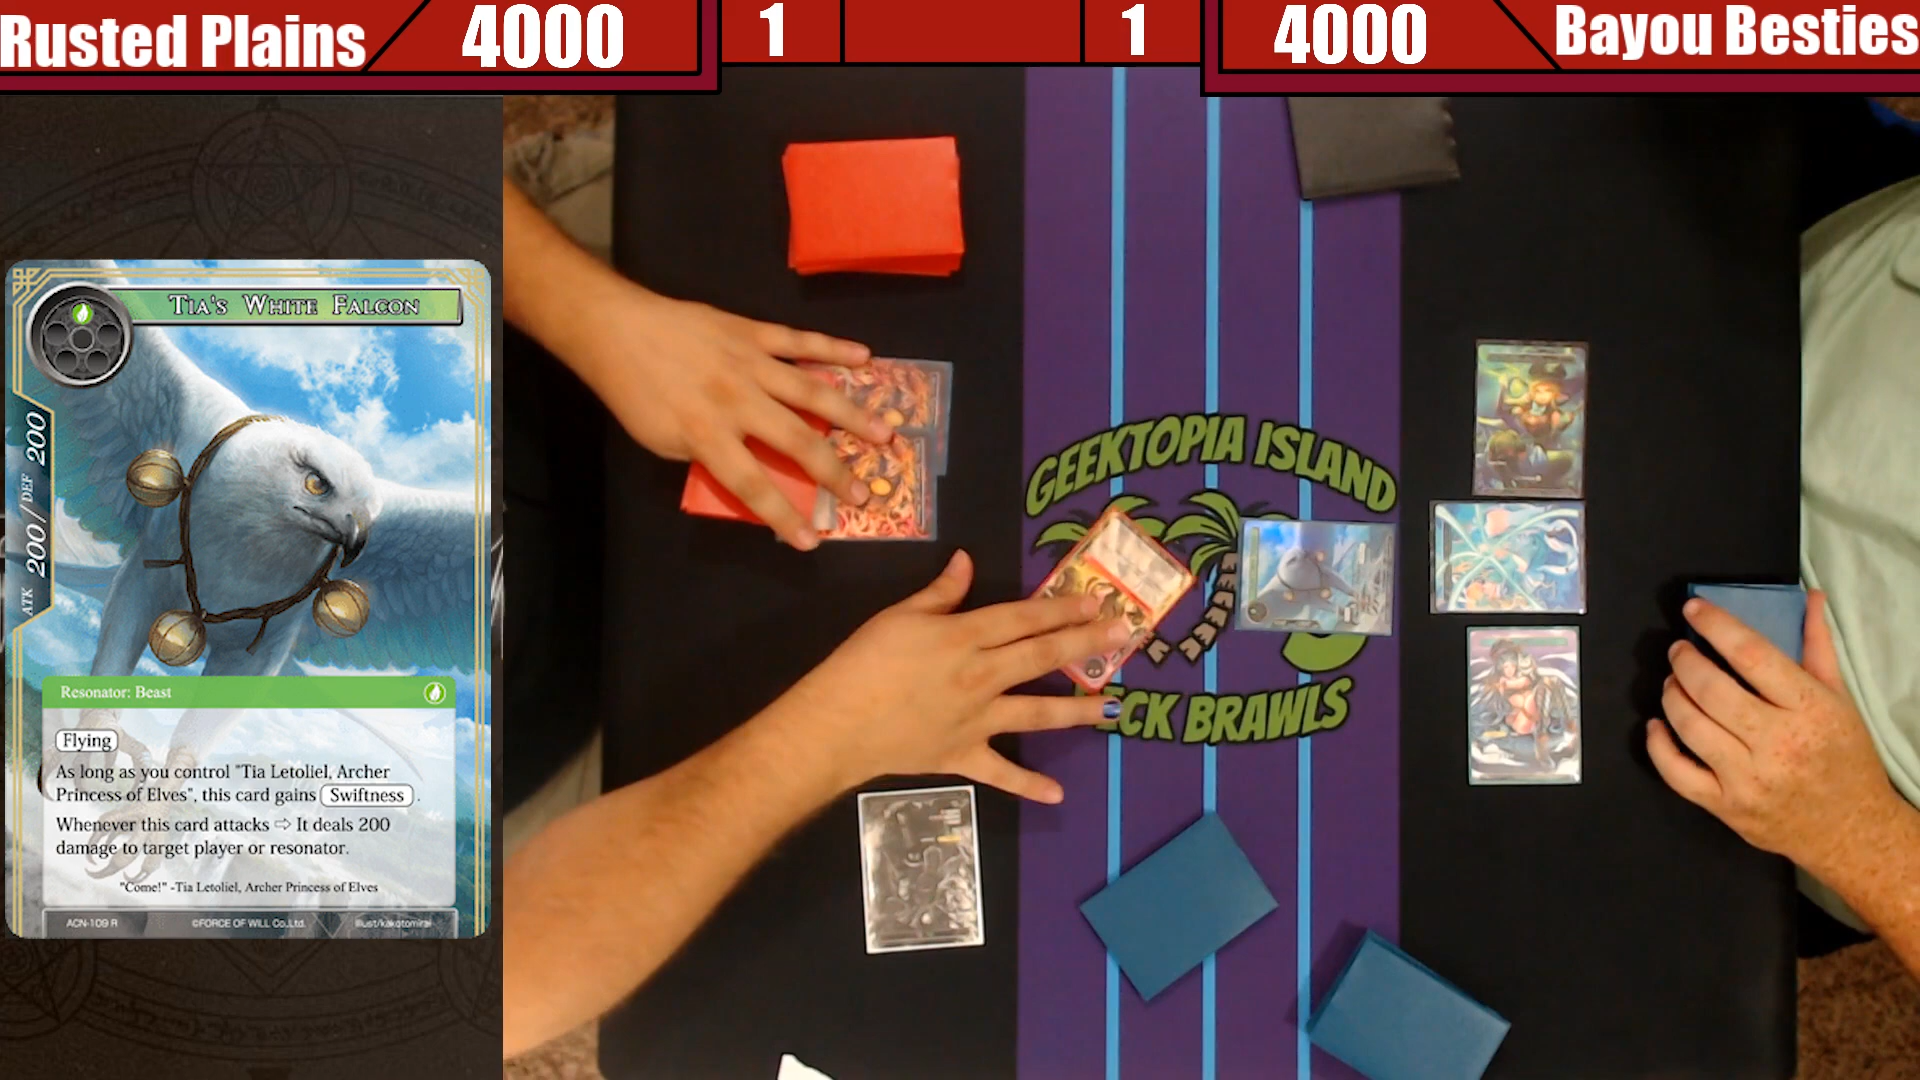 Rusted Plains
4000
1
1
4000
Bayou Besties
TIA'S WHITE FALCON
ATK 200/DEF 200
Resonator: Beast
Flying
As long as you control "Tia Letoliel, Archer
Princess of Elves", this card gains Swiftness.
Whenever this card attacks ⇨ It deals 200
damage to target player or resonator.
"Come!" -Tia Letoliel, Archer Princess of Elves
ACN-109 R ©FORCE OF WILL Co.,Ltd. Illust/kakotomirai
GEEKTOPIA ISLAND
ECK BRAWLS